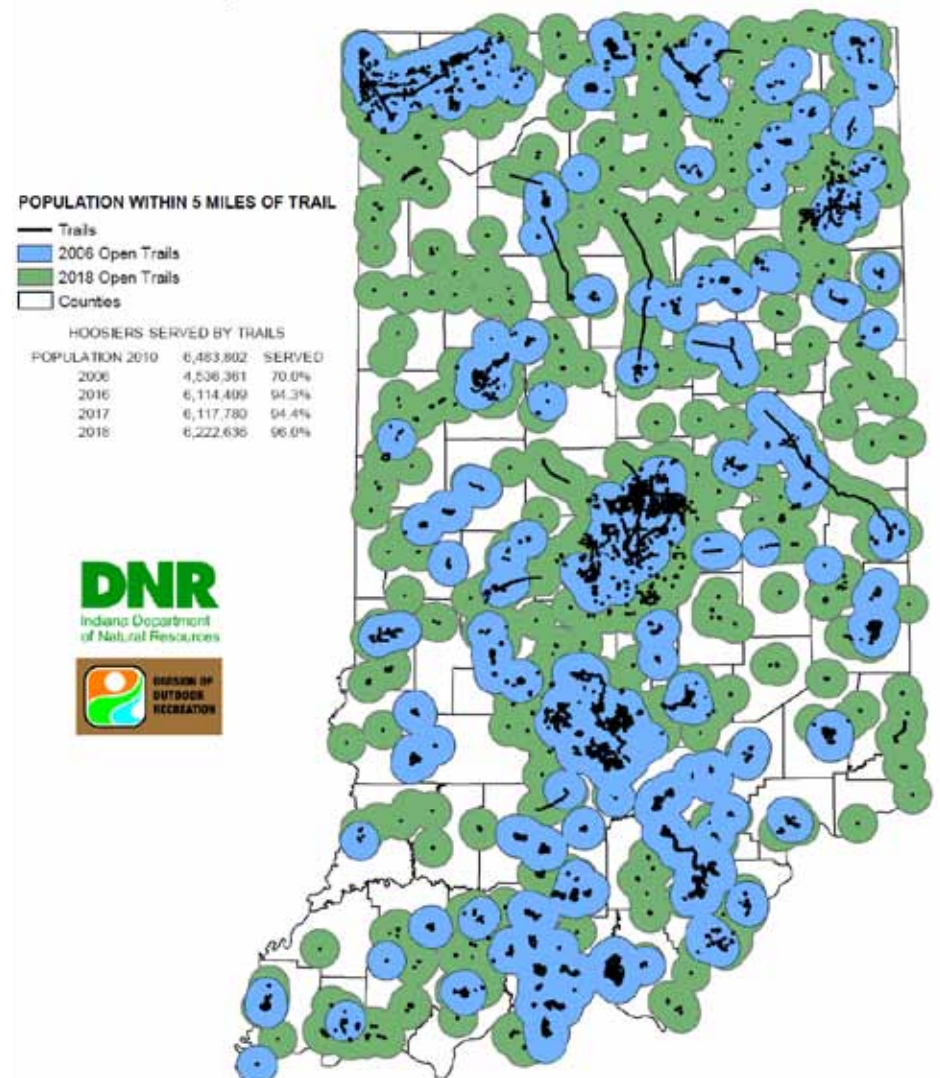 POPULATION WITHIN 5 MILES OF TRAIL
Trails
2006 Open Trails
2018 Open Trails
Counties
HOOSIERS SERVED BY TRAILS
POPULATION 2010 6,483,802 SERVED
2006 4,536,361 70.0%
2016 6,114,409 94.3%
2017 6,117,780 94.4%
2018 6,222,636 96.0%
DNR
Indiana Department
of Natural Resources
DIVISION OF
OUTDOOR
RECREATION